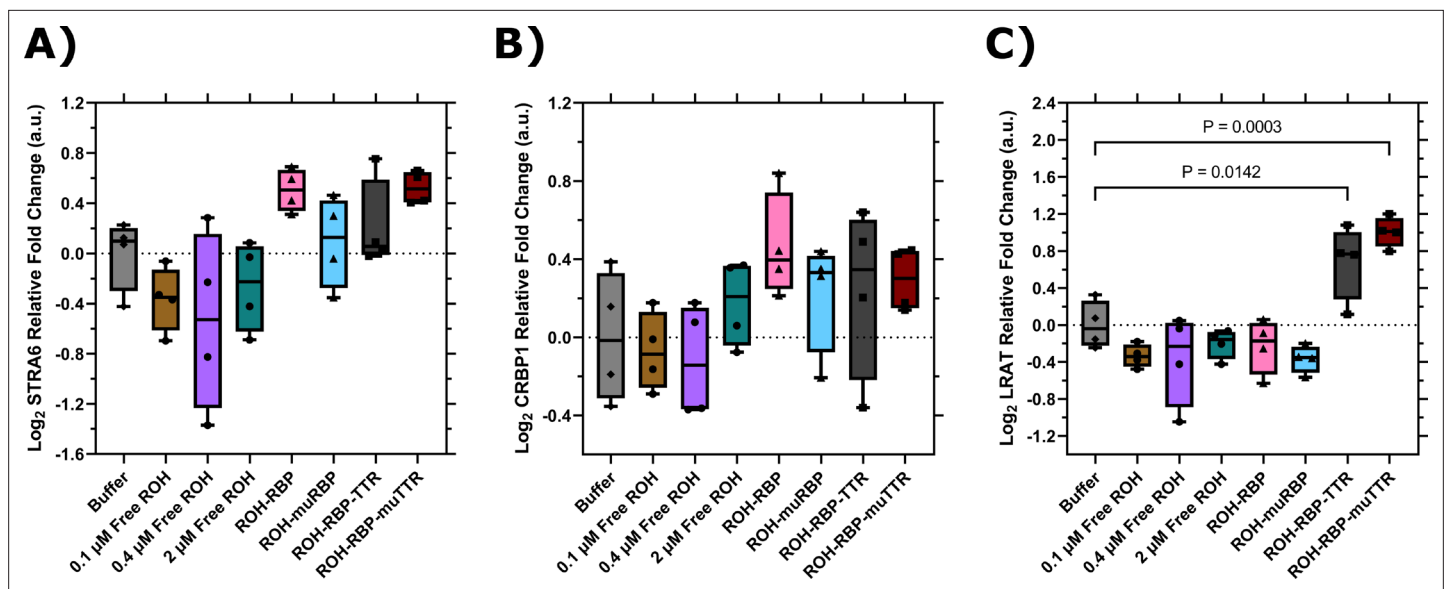 A)
Log2 STRA6 Relative Fold Change (a.u.)
1.2
0.8
0.4
0.0
-0.4
-0.8
-1.2
-1.6
Buffer
0.1 µM Free ROH
0.4 µM Free ROH
2 µM Free ROH
ROH-RBP
ROH-muRBP
ROH-RBP-TTR
ROH-RBP-muTTR
B)
Log2 CRBP1 Relative Fold Change (a.u.)
1.2
0.8
0.4
0.0
-0.4
Buffer
0.1 µM Free ROH
0.4 µM Free ROH
2 µM Free ROH
ROH-RBP
ROH-muRBP
ROH-RBP-TTR
ROH-RBP-muTTR
C)
Log2 LRAT Relative Fold Change (a.u.)
2.4
2.0
1.6
1.2
0.8
0.4
0.0
-0.4
-0.8
-1.2
P = 0.0003
P = 0.0142
Buffer
0.1 µM Free ROH
0.4 µM Free ROH
2 µM Free ROH
ROH-RBP
ROH-muRBP
ROH-RBP-TTR
ROH-RBP-muTTR